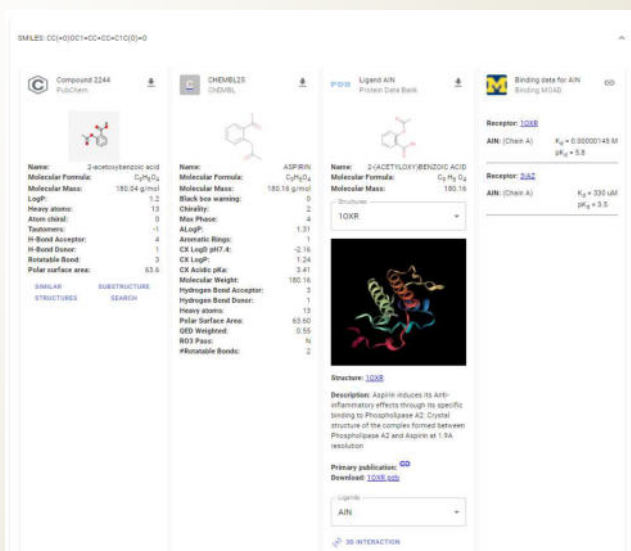 SMILES: CC(=O)OC1=CC=CC=C1C(O)=O
Compound 2244
PubChem
Name: 2-acetoxybenzoic acid
Molecular Formula: C₉H₈O₄
Molecular Mass: 180.04 g/mol
LogP: 1.2
Heavy atoms: 13
Atom chiral: 0
Tautomers: -1
H-Bond Acceptor: 4
H-Bond Donor: 1
Rotatable Bond: 3
Polar surface area: 63.6
SIMILAR STRUCTURES
SUBSTRUCTURE SEARCH
CHEMBL25
ChEMBL
Name: ASPIRIN
Molecular Formula: C₉H₈O₄
Molecular Mass: 180.16 g/mol
Black box warning: 0
Chirality: 2
Max Phase: 4
ALogP: 1.31
Aromatic Rings: 1
CX LogD pH7.4: -2.16
CX LogP: 1.24
CX Acidic pKa: 3.41
Molecular Weight: 180.16
Hydrogen Bond Acceptor: 3
Hydrogen Bond Donor: 1
Heavy atoms: 13
Polar Surface Area: 63.60
QED Weighted: 0.55
RO3 Pass: N
#Rotatable Bonds: 2
PDB
Ligand AIN
Protein Data Bank
Name: 2-(ACETYLOXY)BENZOIC ACID
Molecular Formula: C₉ H₈ O₄
Molecular Mass: 180.16
Structures
1OXR
Structure: 1OXR
Description: Aspirin induces its Anti-
inflammatory effects through its specific
binding to Phospholipase A2: Crystal
structure of the complex formed between
Phospholipase A2 and Aspirin at 1.9A
resolution
Primary publication:
Download: 1OXR.pdb
Ligands
AIN
3D INTERACTION
M
Binding data for AIN
Binding MOAD
Receptor: 1OXR
AIN: (Chain A) Kd = 0.00000145 M
pKd = 5.8
Receptor: 3IAZ
AIN: (Chain A) Kd = 330 uM
pKd = 3.5